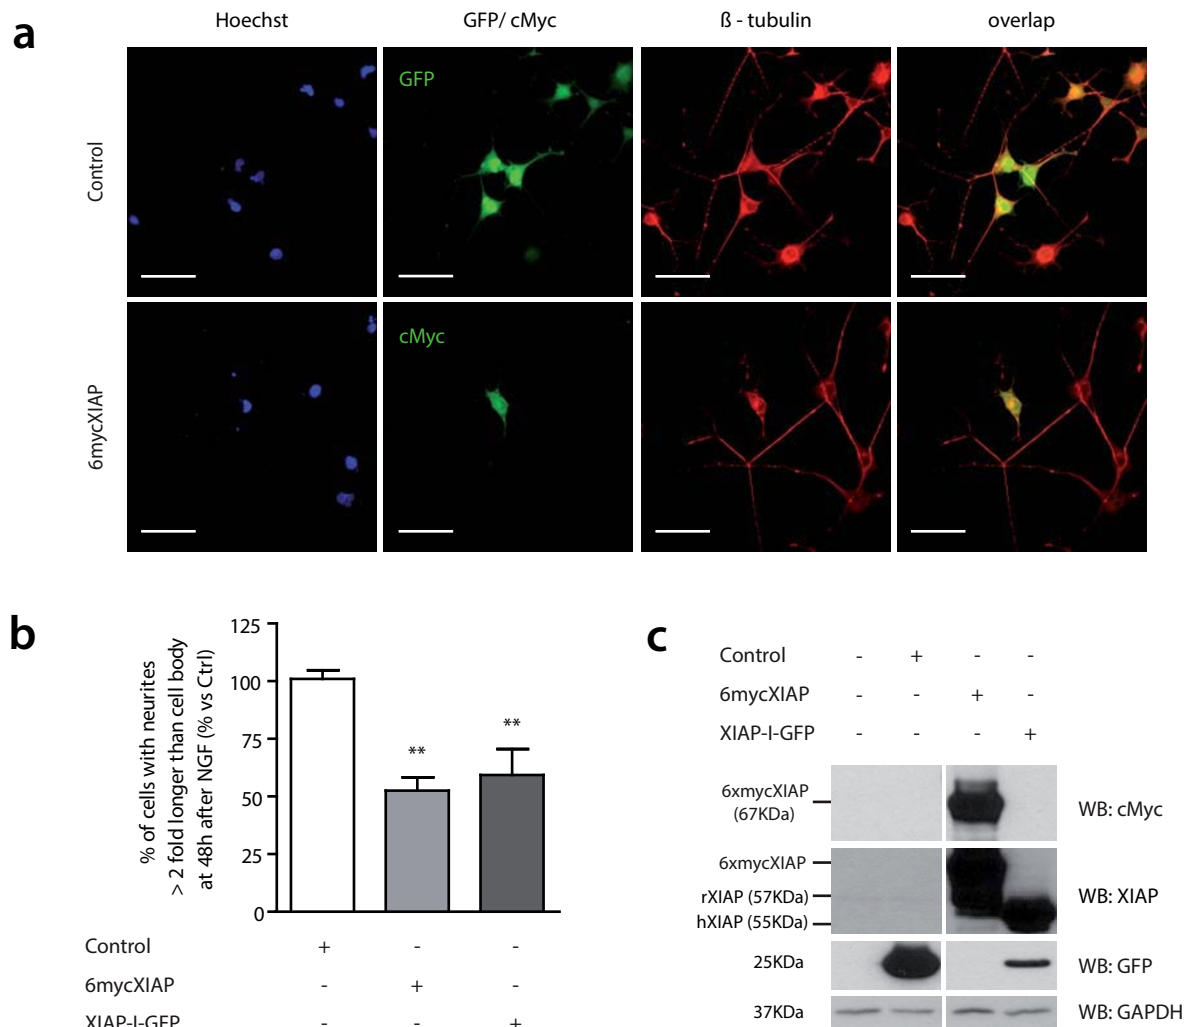 a
Hoechst
GFP/ cMyc
ß - tubulin
overlap
Control
GFP
6mycXIAP
cMyc
b
% of cells with neurites
> 2 fold longer than cell body
at 48h after NGF (% vs Ctrl)
125
100
75
50
25
0
**
**
Control + - -
6mycXIAP - + -
XIAP-I-GFP - - +
c
Control - + - -
6mycXIAP - - + -
XIAP-I-GFP - - - +
6xmycXIAP
(67KDa)
WB: cMyc
6xmycXIAP
rXIAP (57KDa)
hXIAP (55KDa)
WB: XIAP
25KDa
WB: GFP
37KDa
WB: GAPDH